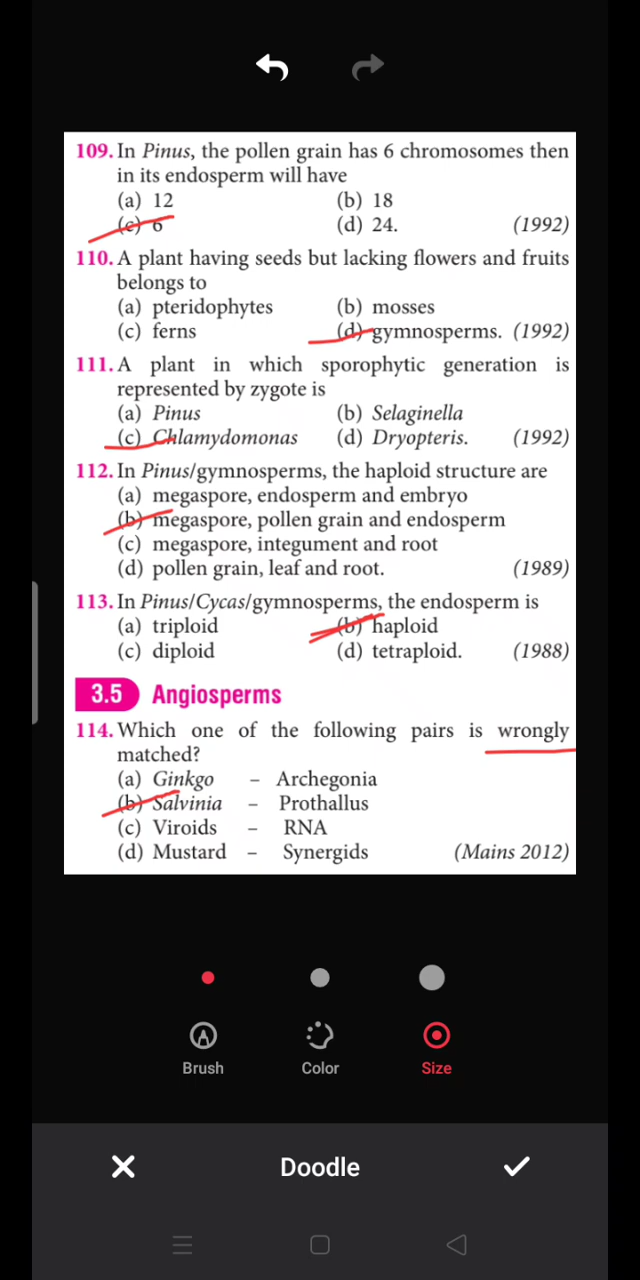 109. In Pinus, the pollen grain has 6 chromosomes then
in its endosperm will have
(a) 12 (b) 18
(c) 6 (d) 24. (1992)
110. A plant having seeds but lacking flowers and fruits
belongs to
(a) pteridophytes (b) mosses
(c) ferns (d) gymnosperms. (1992)
111. A plant in which sporophytic generation is
represented by zygote is
(a) Pinus (b) Selaginella
(c) Chlamydomonas (d) Dryopteris. (1992)
112. In Pinus/gymnosperms, the haploid structure are
(a) megaspore, endosperm and embryo
(b) megaspore, pollen grain and endosperm
(c) megaspore, integument and root
(d) pollen grain, leaf and root. (1989)
113. In Pinus/Cycas/gymnosperms, the endosperm is
(a) triploid (b) haploid
(c) diploid (d) tetraploid. (1988)
3.5 Angiosperms
114. Which one of the following pairs is wrongly
matched?
(a) Ginkgo – Archegonia
(b) Salvinia – Prothallus
(c) Viroids – RNA
(d) Mustard – Synergids (Mains 2012)
Brush Color Size
Doodle